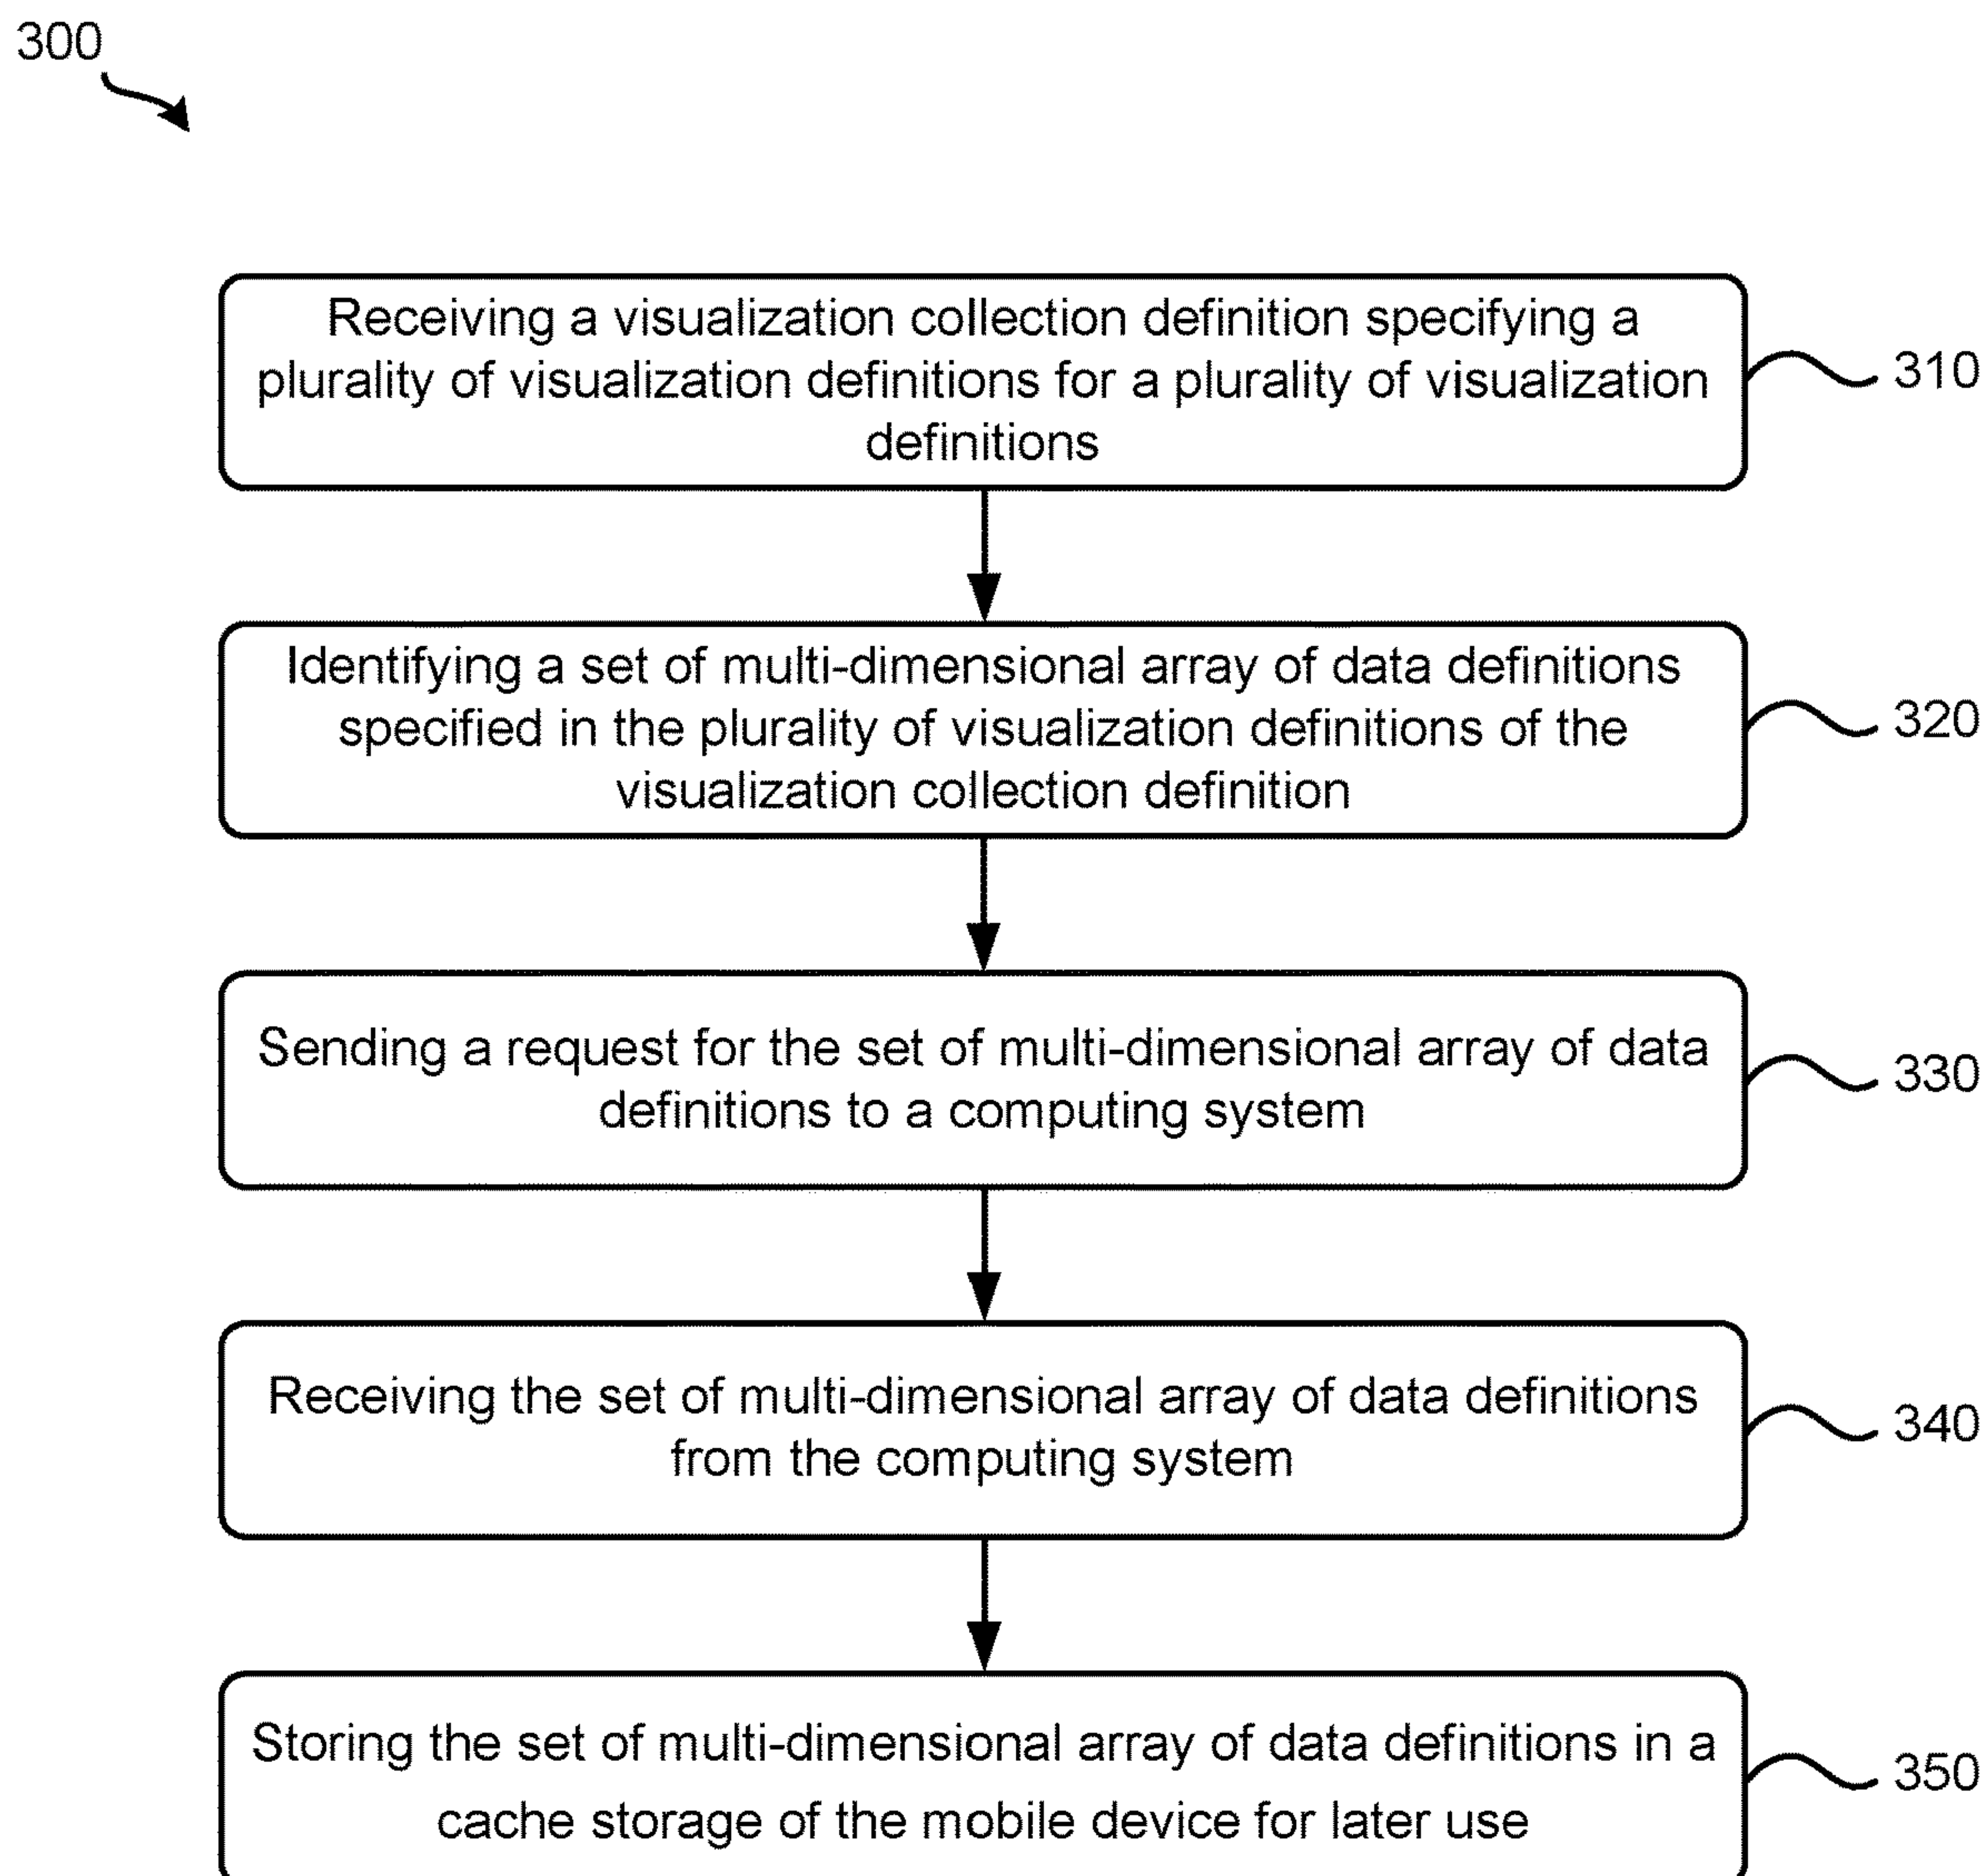 300
Receiving a visualization collection definition specifying a
plurality of visualization definitions for a plurality of visualization
definitions
310
Identifying a set of multi-dimensional array of data definitions
specified in the plurality of visualization definitions of the
visualization collection definition
320
Sending a request for the set of multi-dimensional array of data
definitions to a computing system
330
Receiving the set of multi-dimensional array of data definitions
from the computing system
340
Storing the set of multi-dimensional array of data definitions in a
cache storage of the mobile device for later use
350